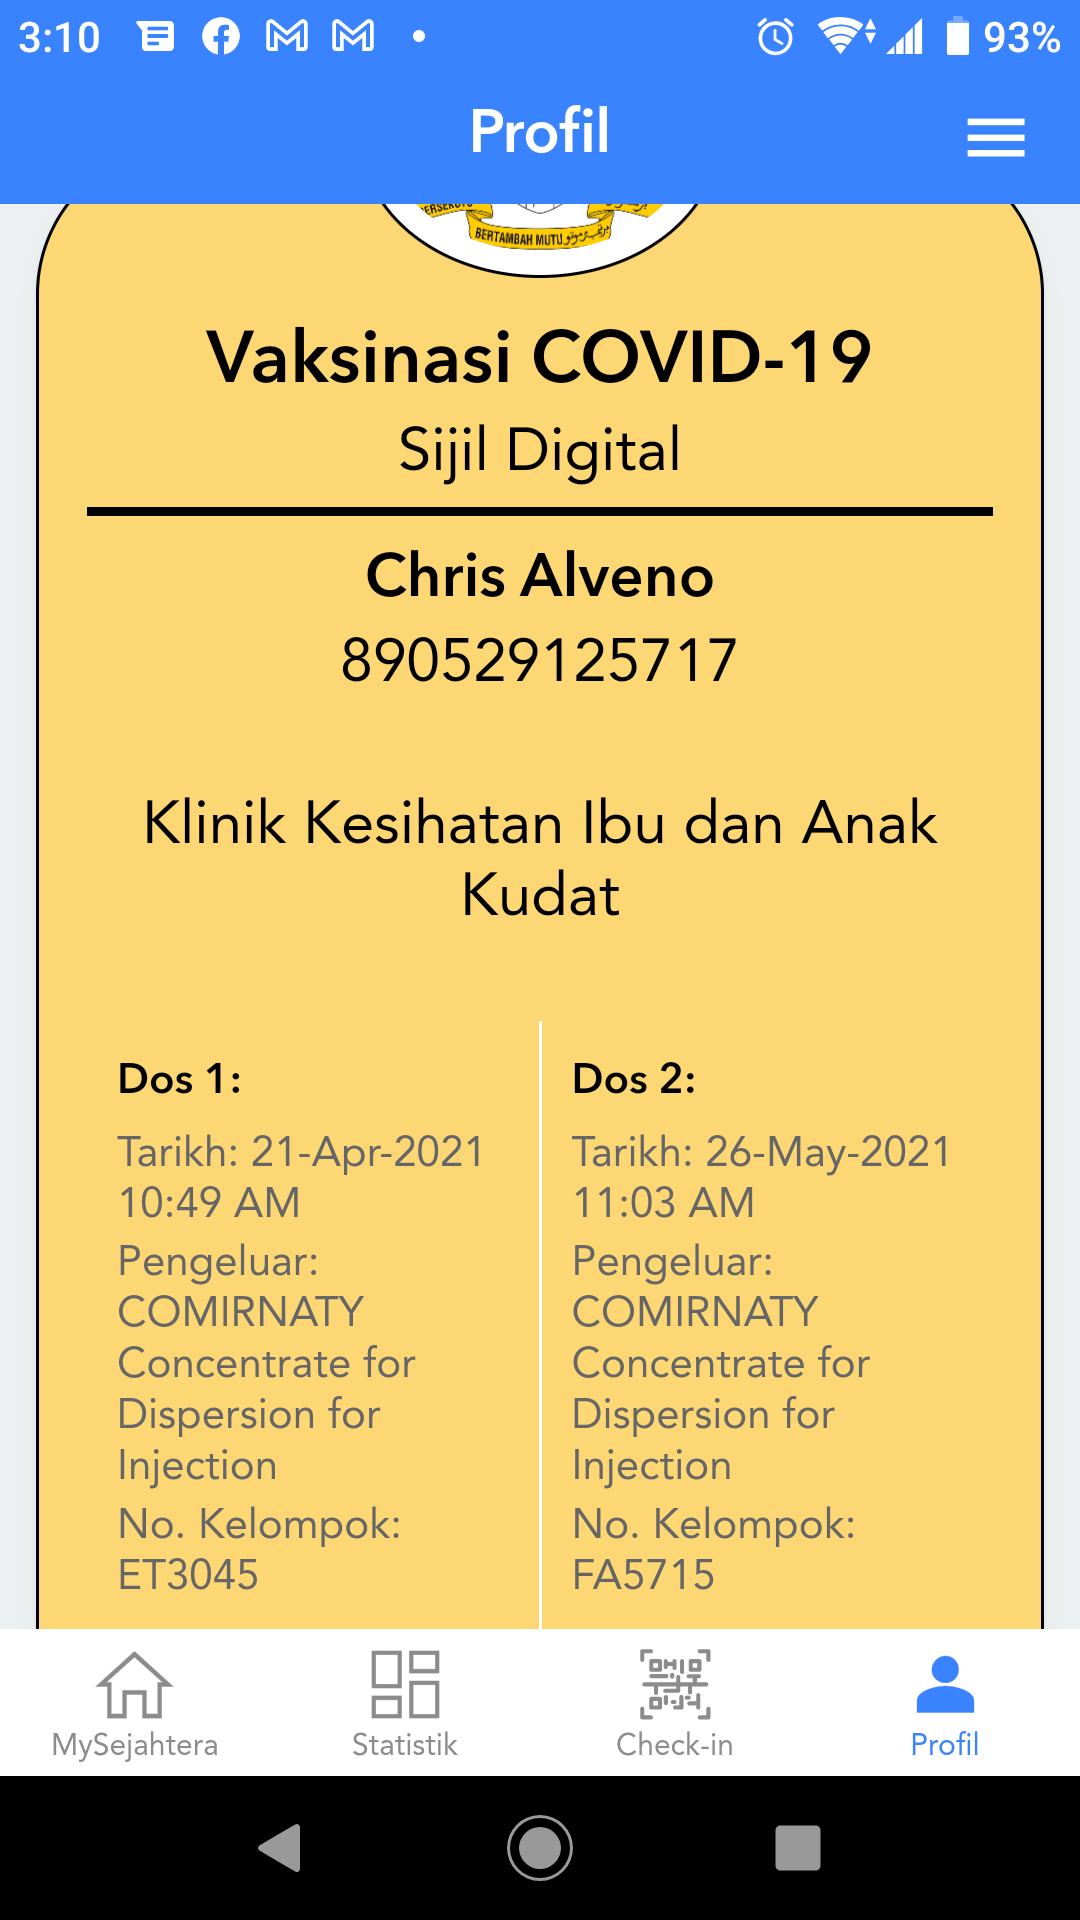 3:10
93%
Profil
BERTAMBAH MUTU
Vaksinasi COVID-19
Sijil Digital
Chris Alveno
890529125717
Klinik Kesihatan Ibu dan Anak
Kudat
Dos 1:
Tarikh: 21-Apr-2021
10:49 AM
Pengeluar:
COMIRNATY
Concentrate for
Dispersion for
Injection
No. Kelompok:
ET3045
Dos 2:
Tarikh: 26-May-2021
11:03 AM
Pengeluar:
COMIRNATY
Concentrate for
Dispersion for
Injection
No. Kelompok:
FA5715
MySejahtera
Statistik
Check-in
Profil